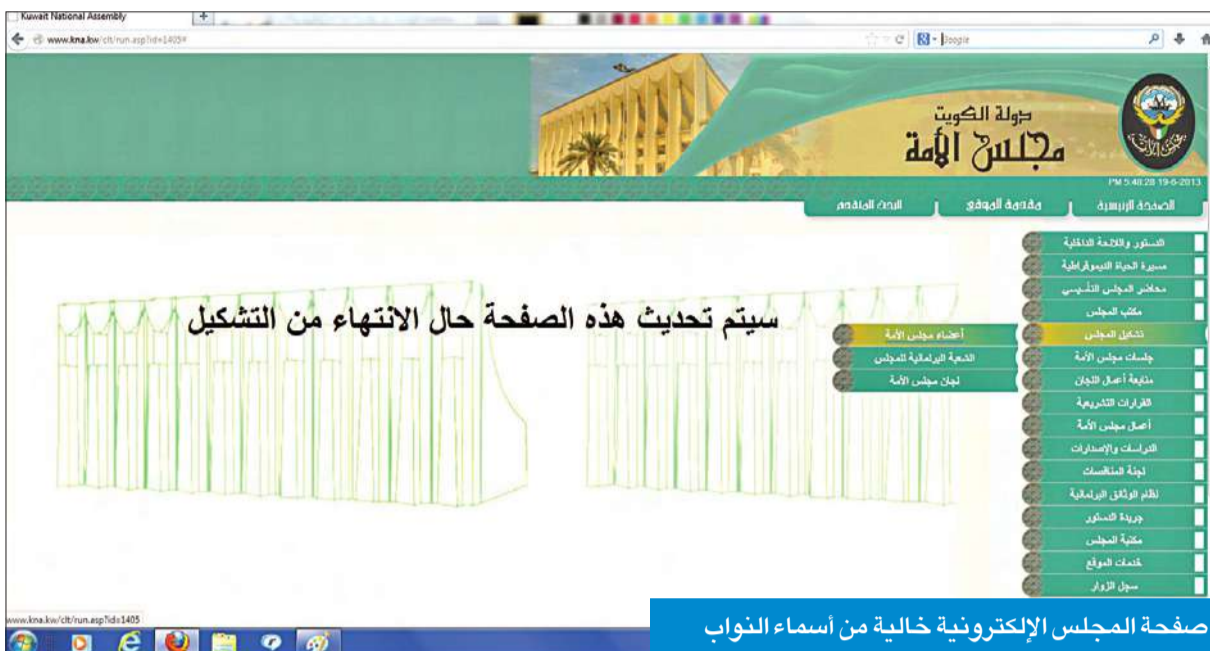 Kuwait National Assembly
www.kna.kw/clt/run.asp?id=1405#
Google
دولة الكويت
مجلس الأمة
PM 5:48:28 19-6-2013
الصفحة الرئيسية
مقدمة الموقع
البحث المتقدم
الدستور واللائحة الداخلية
مسيرة الحياة الديموقراطية
محاضر المجلس التأسيسي
مكتب المجلس
تشكيل المجلس
أعضاء مجلس الأمة
الشعبة البرلمانية للمجلس
لجان مجلس الأمة
جلسات مجلس الأمة
متابعة أعمال اللجان
القرارات التشريعية
أعمال مجلس الأمة
الدراسات والإصدارات
لجنة المناقصات
نظام الوثائق البرلمانية
جريدة الدستور
مكتبة المجلس
خدمات الموقع
سجل الزوار
سيتم تحديث هذه الصفحة حال الانتهاء من التشكيل
www.kna.kw/clt/run.asp?id=1405
صفحة المجلس الإلكترونية خالية من أسماء النواب